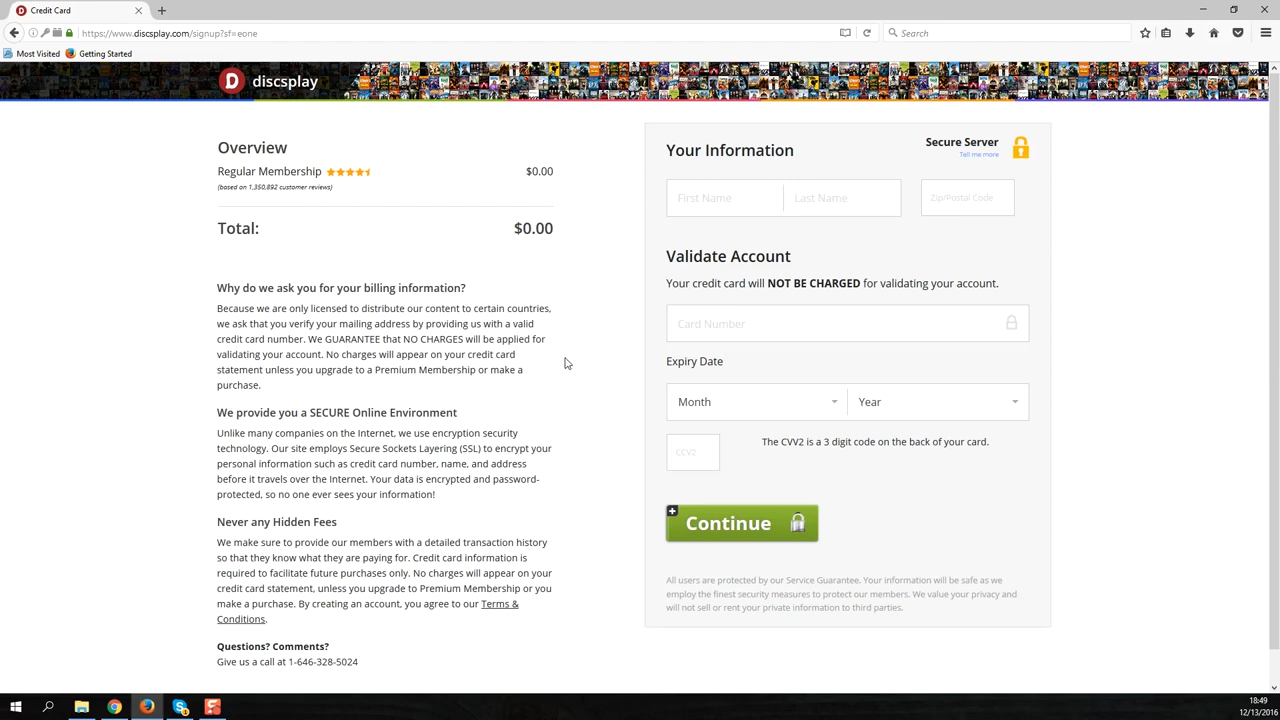 Credit Card
https://www.discsplay.com/signup?sf=eone
Search
Most Visited
Getting Started
D discsplay
Overview
Regular Membership $0.00
(based on 1,350,892 customer reviews)
Total: $0.00
Why do we ask you for your billing information?
Because we are only licensed to distribute our content to certain countries,
we ask that you verify your mailing address by providing us with a valid
credit card number. We GUARANTEE that NO CHARGES will be applied for
validating your account. No charges will appear on your credit card
statement unless you upgrade to a Premium Membership or make a
purchase.
We provide you a SECURE Online Environment
Unlike many companies on the Internet, we use encryption security
technology. Our site employs Secure Sockets Layering (SSL) to encrypt your
personal information such as credit card number, name, and address
before it travels over the Internet. Your data is encrypted and password-
protected, so no one ever sees your information!
Never any Hidden Fees
We make sure to provide our members with a detailed transaction history
so that they know what they are paying for. Credit card information is
required to facilitate future purchases only. No charges will appear on your
credit card statement, unless you upgrade to Premium Membership or you
make a purchase. By creating an account, you agree to our Terms &
Conditions.
Questions? Comments?
Give us a call at 1-646-328-5024
Your Information
Secure Server
Tell me more
First Name
Last Name
Zip/Postal Code
Validate Account
Your credit card will NOT BE CHARGED for validating your account.
Card Number
Expiry Date
Month
Year
CCV2
The CVV2 is a 3 digit code on the back of your card.
Continue
All users are protected by our Service Guarantee. Your information will be safe as we
employ the finest security measures to protect our members. We value your privacy and
will not sell or rent your private information to third parties.
18:49
12/13/2016